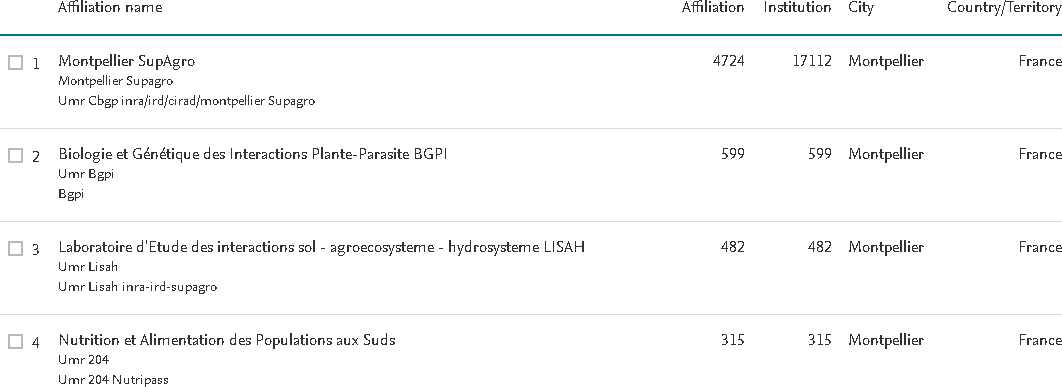 Affiliation name Affiliation Institution City Country/Territory
1 Montpellier SupAgro 4724 17112 Montpellier France
Montpellier Supagro
Umr Cbgp inra/ird/cirad/montpellier Supagro
2 Biologie et Génétique des Interactions Plante-Parasite BGPI 599 599 Montpellier France
Umr Bgpi
Bgpi
3 Laboratoire d'Etude des interactions sol - agroecosysteme - hydrosysteme LISAH 482 482 Montpellier France
Umr Lisah
Umr Lisah inra-ird-supagro
4 Nutrition et Alimentation des Populations aux Suds 315 315 Montpellier France
Umr 204
Umr 204 Nutripass